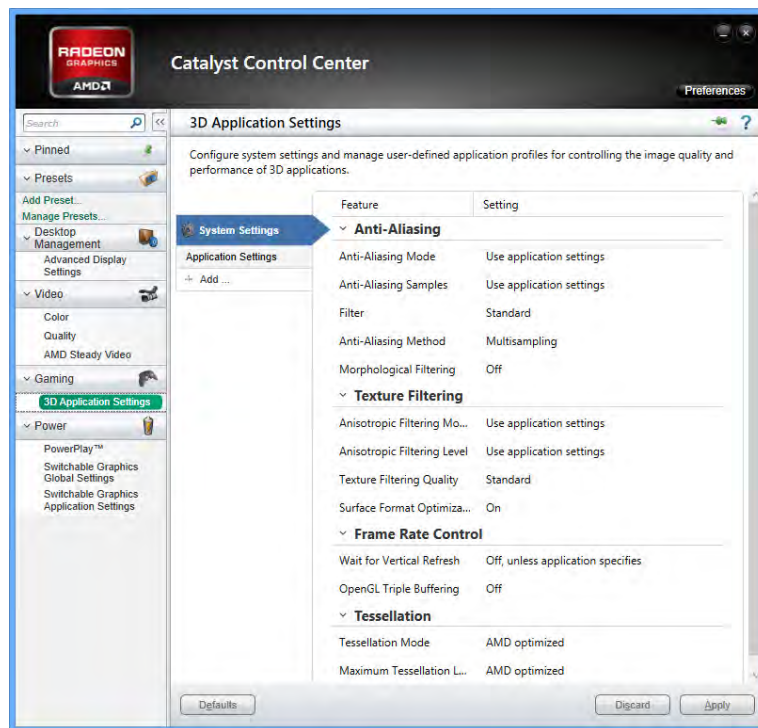 RADEON
GRAPHICS
AMD
Catalyst Control Center
Preferences
Search
<<
3D Application Settings
?
Pinned
Presets
Add Preset...
Manage Presets...
Desktop
Management
Advanced Display
Settings
Video
Color
Quality
AMD Steady Video
Gaming
3D Application Settings
Power
PowerPlay™
Switchable Graphics
Global Settings
Switchable Graphics
Application Settings
Configure system settings and manage user-defined application profiles for controlling the image quality and
performance of 3D applications.
System Settings
Application Settings
+ Add ...
Feature Setting
Anti-Aliasing
Anti-Aliasing Mode Use application settings
Anti-Aliasing Samples Use application settings
Filter Standard
Anti-Aliasing Method Multisampling
Morphological Filtering Off
Texture Filtering
Anisotropic Filtering Mo... Use application settings
Anisotropic Filtering Level Use application settings
Texture Filtering Quality Standard
Surface Format Optimiza... On
Frame Rate Control
Wait for Vertical Refresh Off, unless application specifies
OpenGL Triple Buffering Off
Tessellation
Tessellation Mode AMD optimized
Maximum Tessellation L... AMD optimized
Defaults Discard Apply